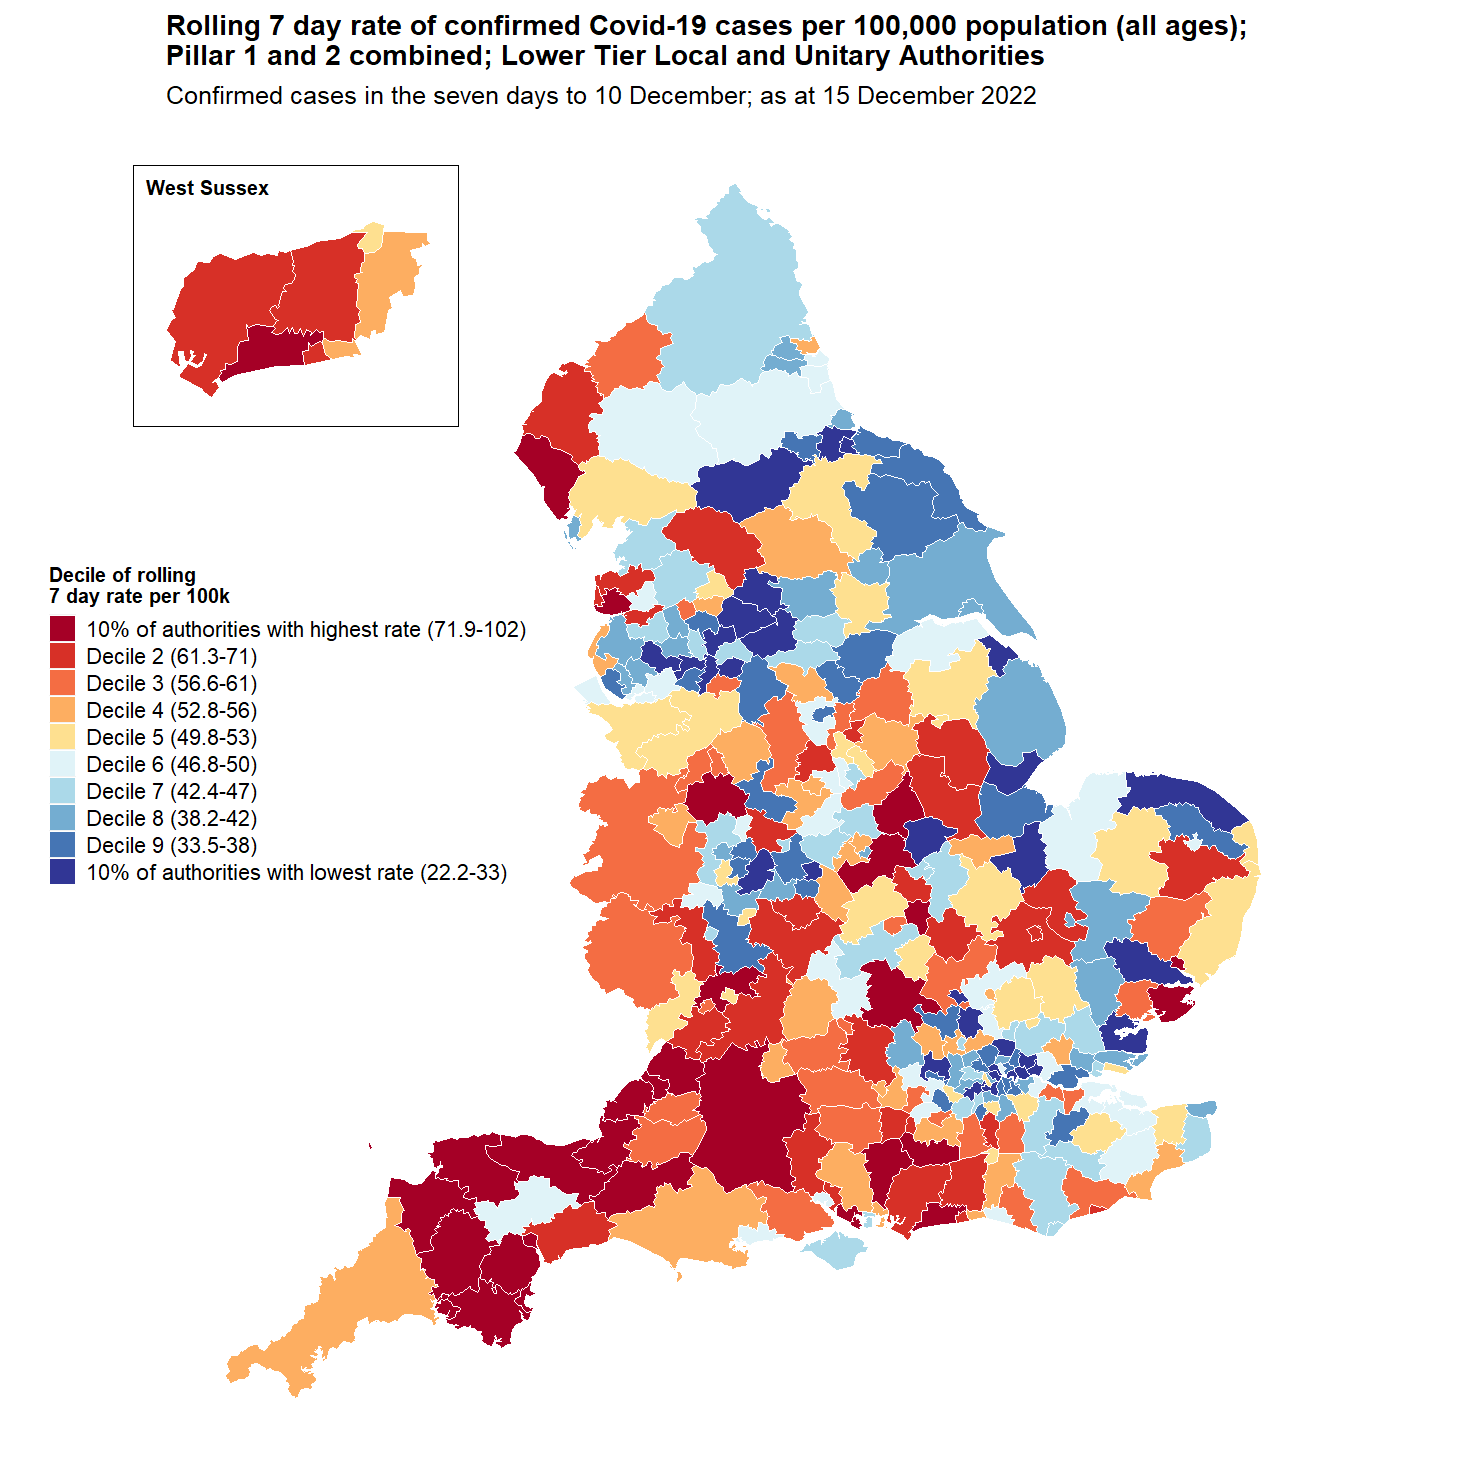 Rolling 7 day rate of confirmed Covid-19 cases per 100,000 population (all ages);
Pillar 1 and 2 combined; Lower Tier Local and Unitary Authorities
Confirmed cases in the seven days to 10 December; as at 15 December 2022
West Sussex
Decile of rolling
7 day rate per 100k
10% of authorities with highest rate (71.9-102)
Decile 2 (61.3-71)
Decile 3 (56.6-61)
Decile 4 (52.8-56)
Decile 5 (49.8-53)
Decile 6 (46.8-50)
Decile 7 (42.4-47)
Decile 8 (38.2-42)
Decile 9 (33.5-38)
10% of authorities with lowest rate (22.2-33)